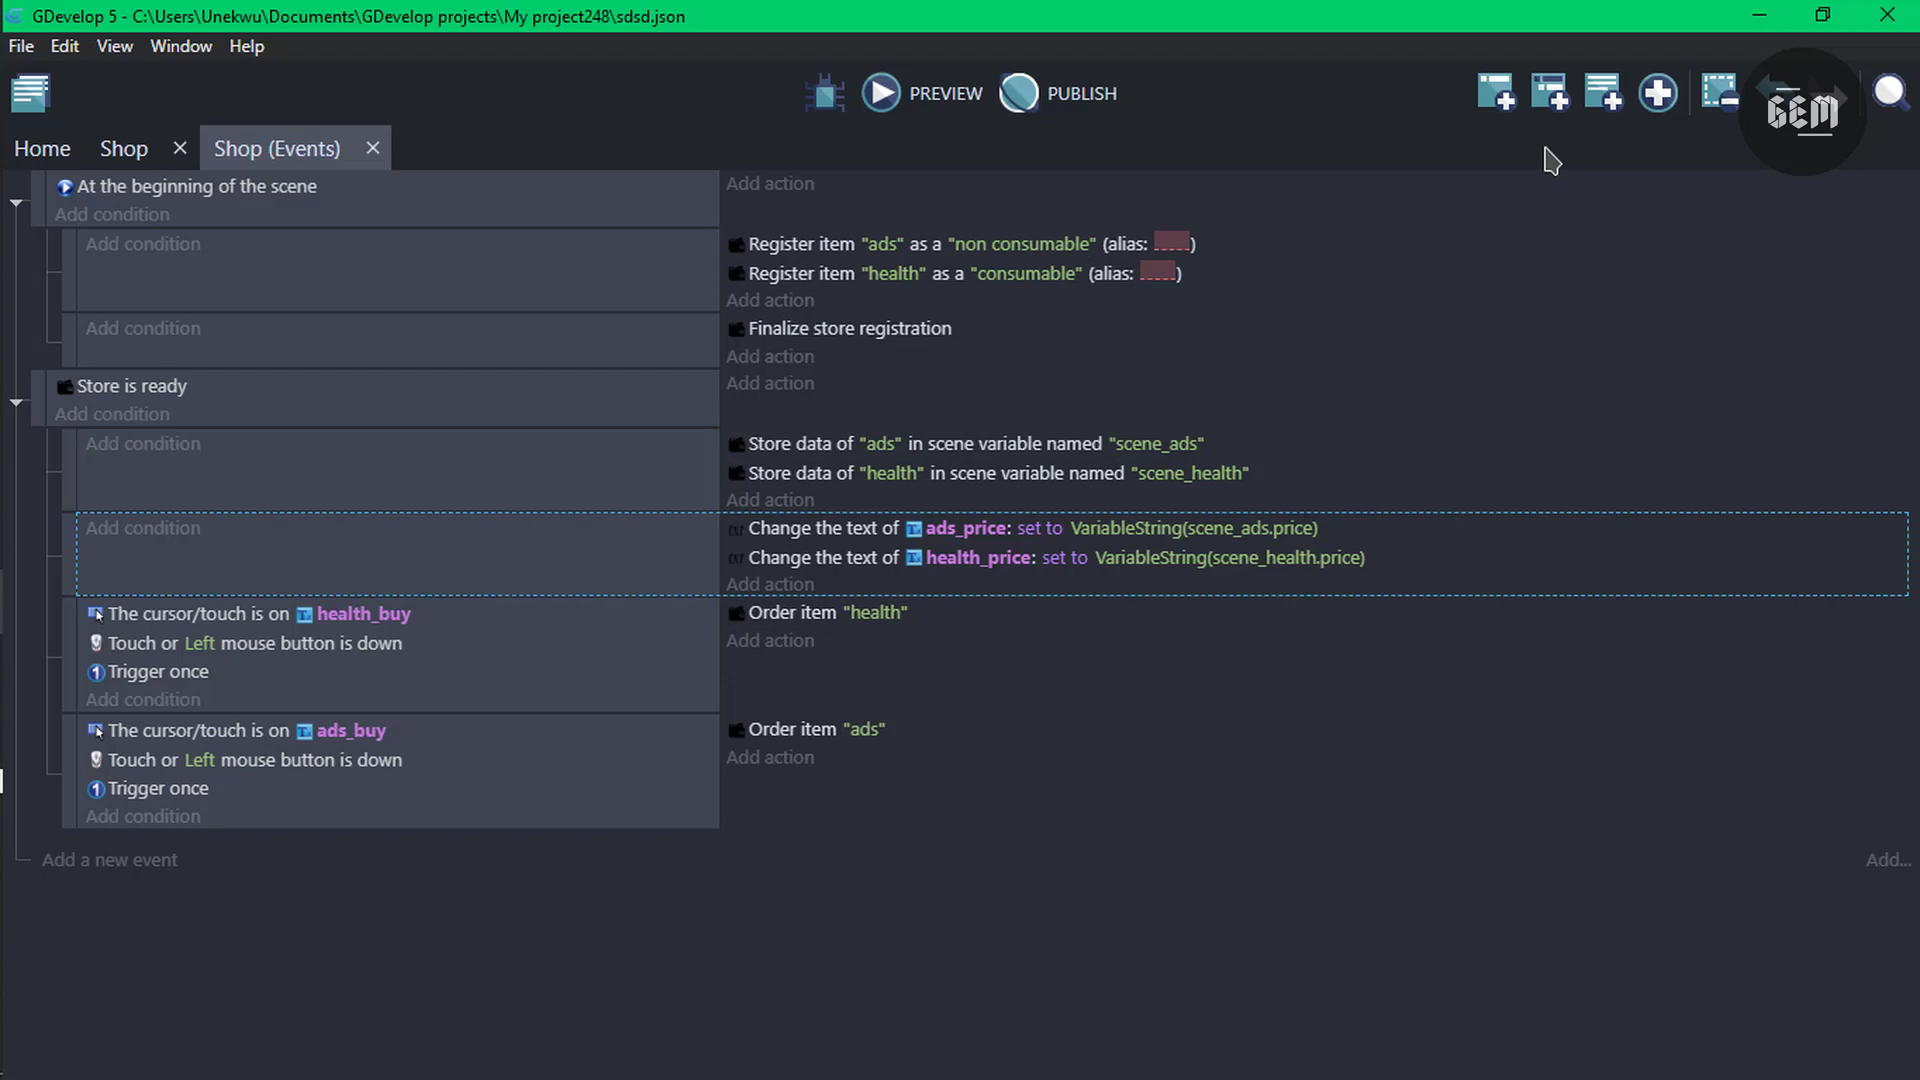 GDevelop 5 - C:\Users\Unekwu\Documents\GDevelop projects\My project248\sdsd.json
File Edit View Window Help
PREVIEW PUBLISH
GEM
Home Shop Shop (Events)
At the beginning of the scene Add action
Add condition
Add condition Register item "ads" as a "non consumable" (alias: )
Register item "health" as a "consumable" (alias: )
Add action
Add condition Finalize store registration
Add action
Store is ready Add action
Add condition
Add condition Store data of "ads" in scene variable named "scene_ads"
Store data of "health" in scene variable named "scene_health"
Add action
Add condition Change the text of ads_price: set to VariableString(scene_ads.price)
Change the text of health_price: set to VariableString(scene_health.price)
Add action
The cursor/touch is on health_buy Order item "health"
Touch or Left mouse button is down Add action
Trigger once
Add condition
The cursor/touch is on ads_buy Order item "ads"
Touch or Left mouse button is down Add action
Trigger once
Add condition
Add a new event Add...